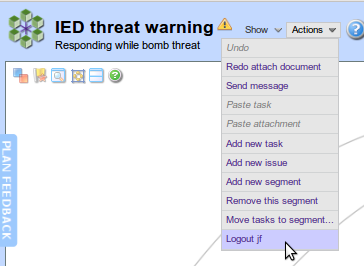 IED threat warning
Show
Actions
Responding while bomb threat
Undo
Redo attach document
Send message
Paste task
Paste attachment
Add new task
Add new issue
Add new segment
Remove this segment
Move tasks to segment...
Logout jf
PLAN FEEDBACK